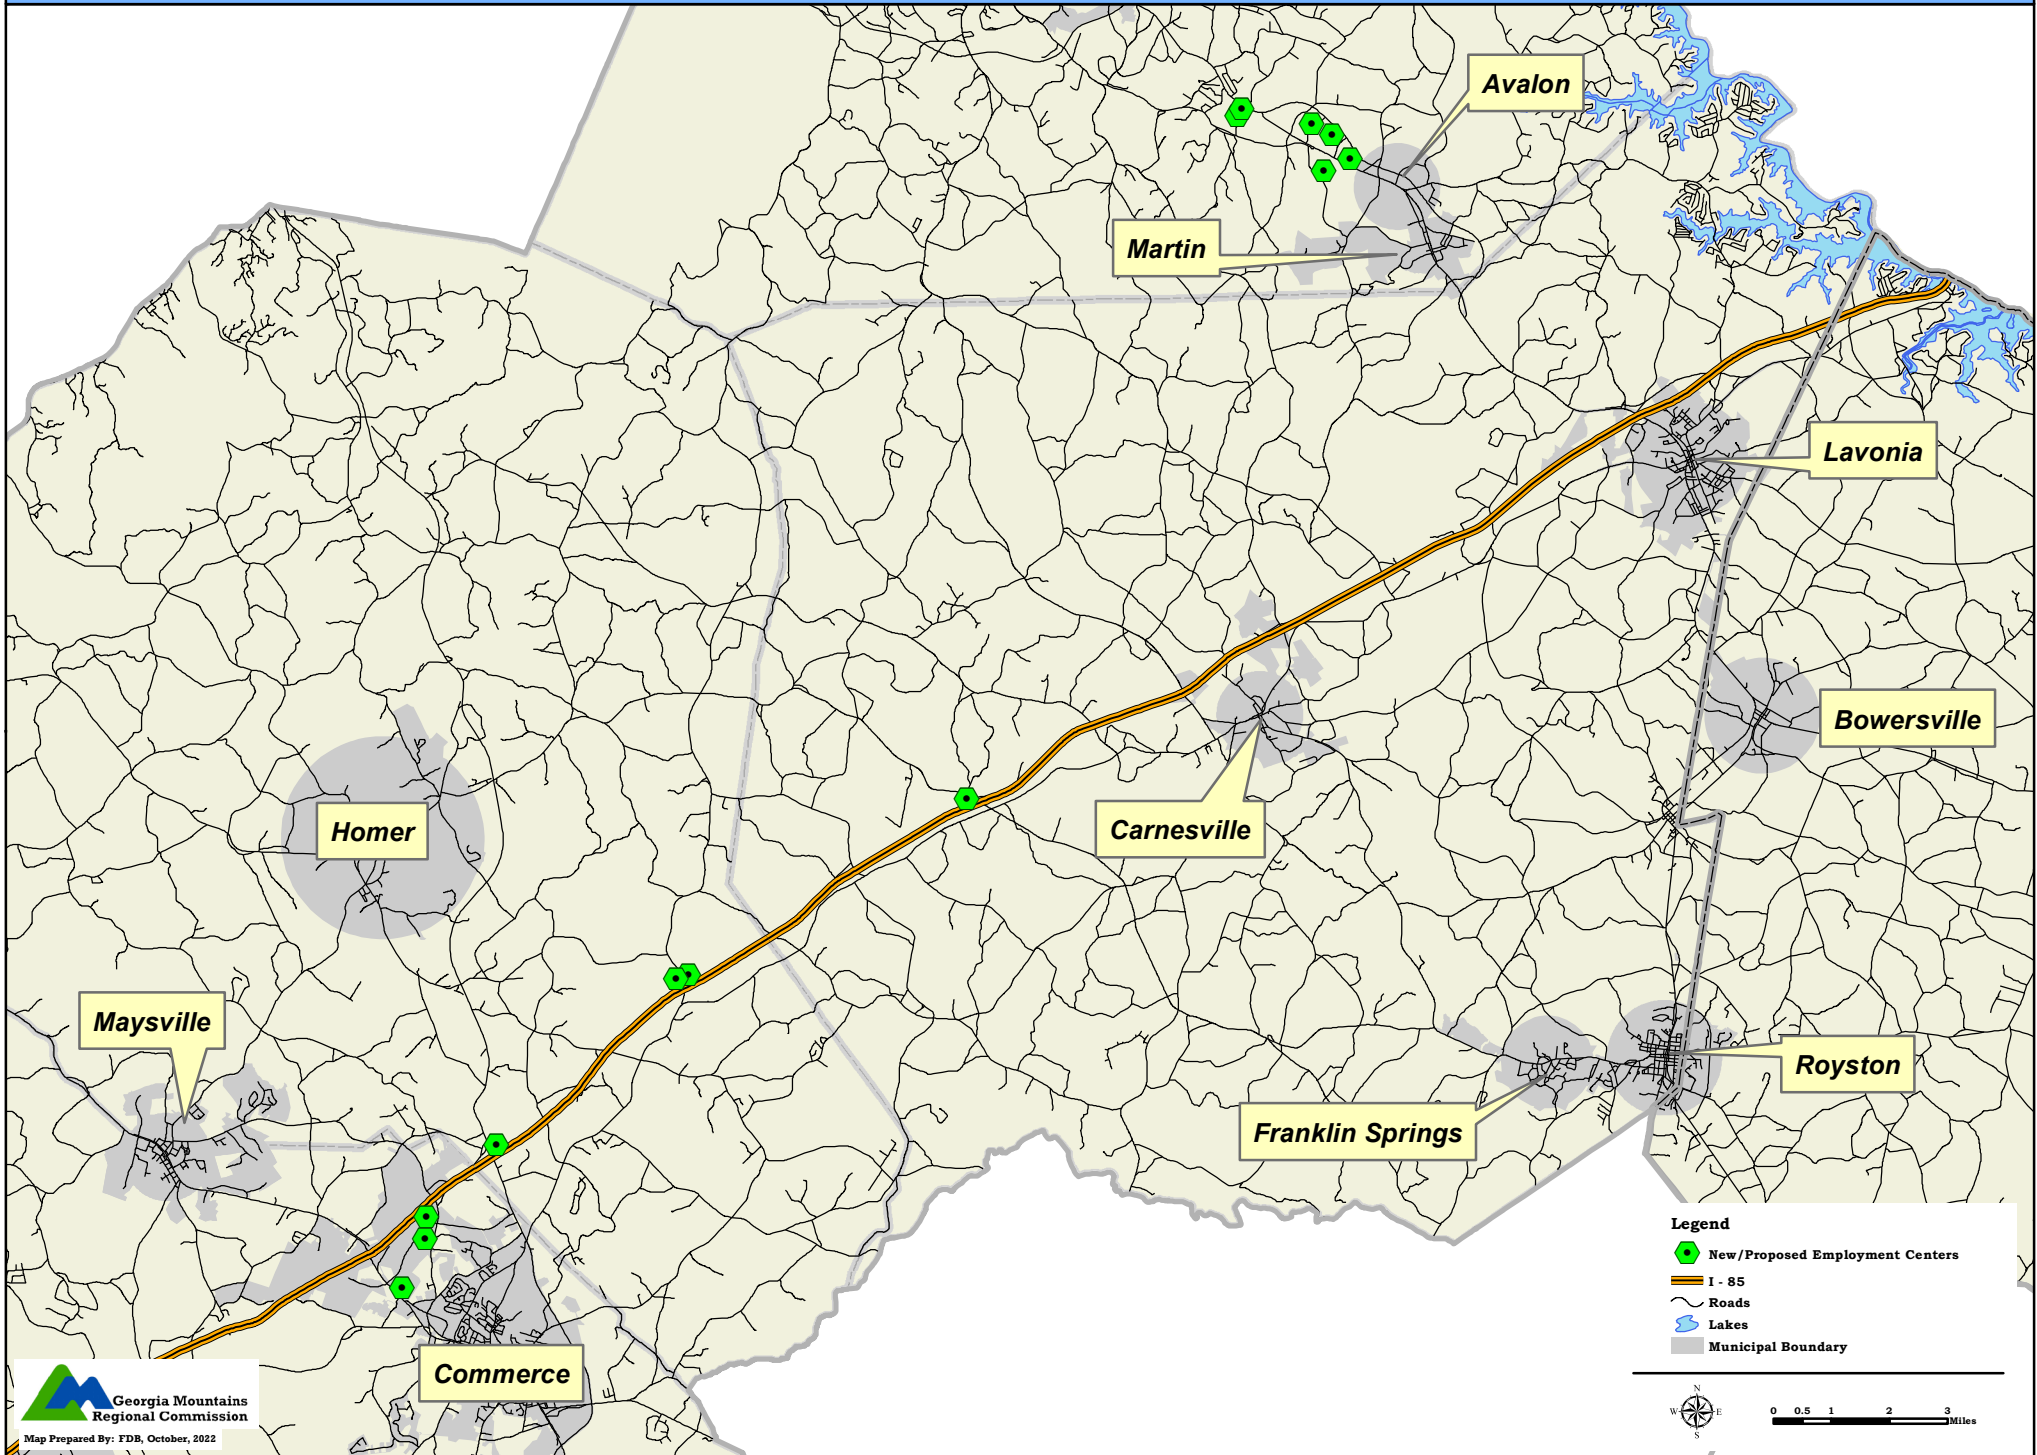 Avalon
Martin
Lavonia
Bowersville
Homer
Carnesville
Maysville
Royston
Franklin Springs
Commerce
Legend
New/Proposed Employment Centers
I - 85
Roads
Lakes
Municipal Boundary
N
W E
S
0 0.5 1 2 3
Miles
Georgia Mountains
Regional Commission
Map Prepared By: FDB, October, 2022